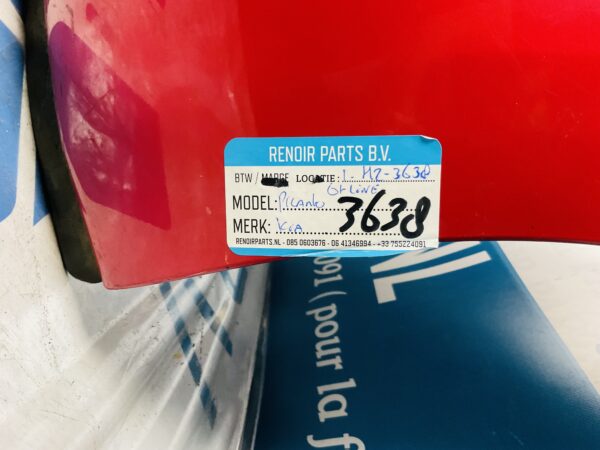 RENOIR PARTS B.V.
BTW / MARGE LOCATIE: 1- H2-3638
GT LINE
MODEL: Picanto
3638
MERK: Kia
RENOIRPARTS.NL - 085 0603676 - 06 41346994 - +33 755224091
NL
091 (pour la f